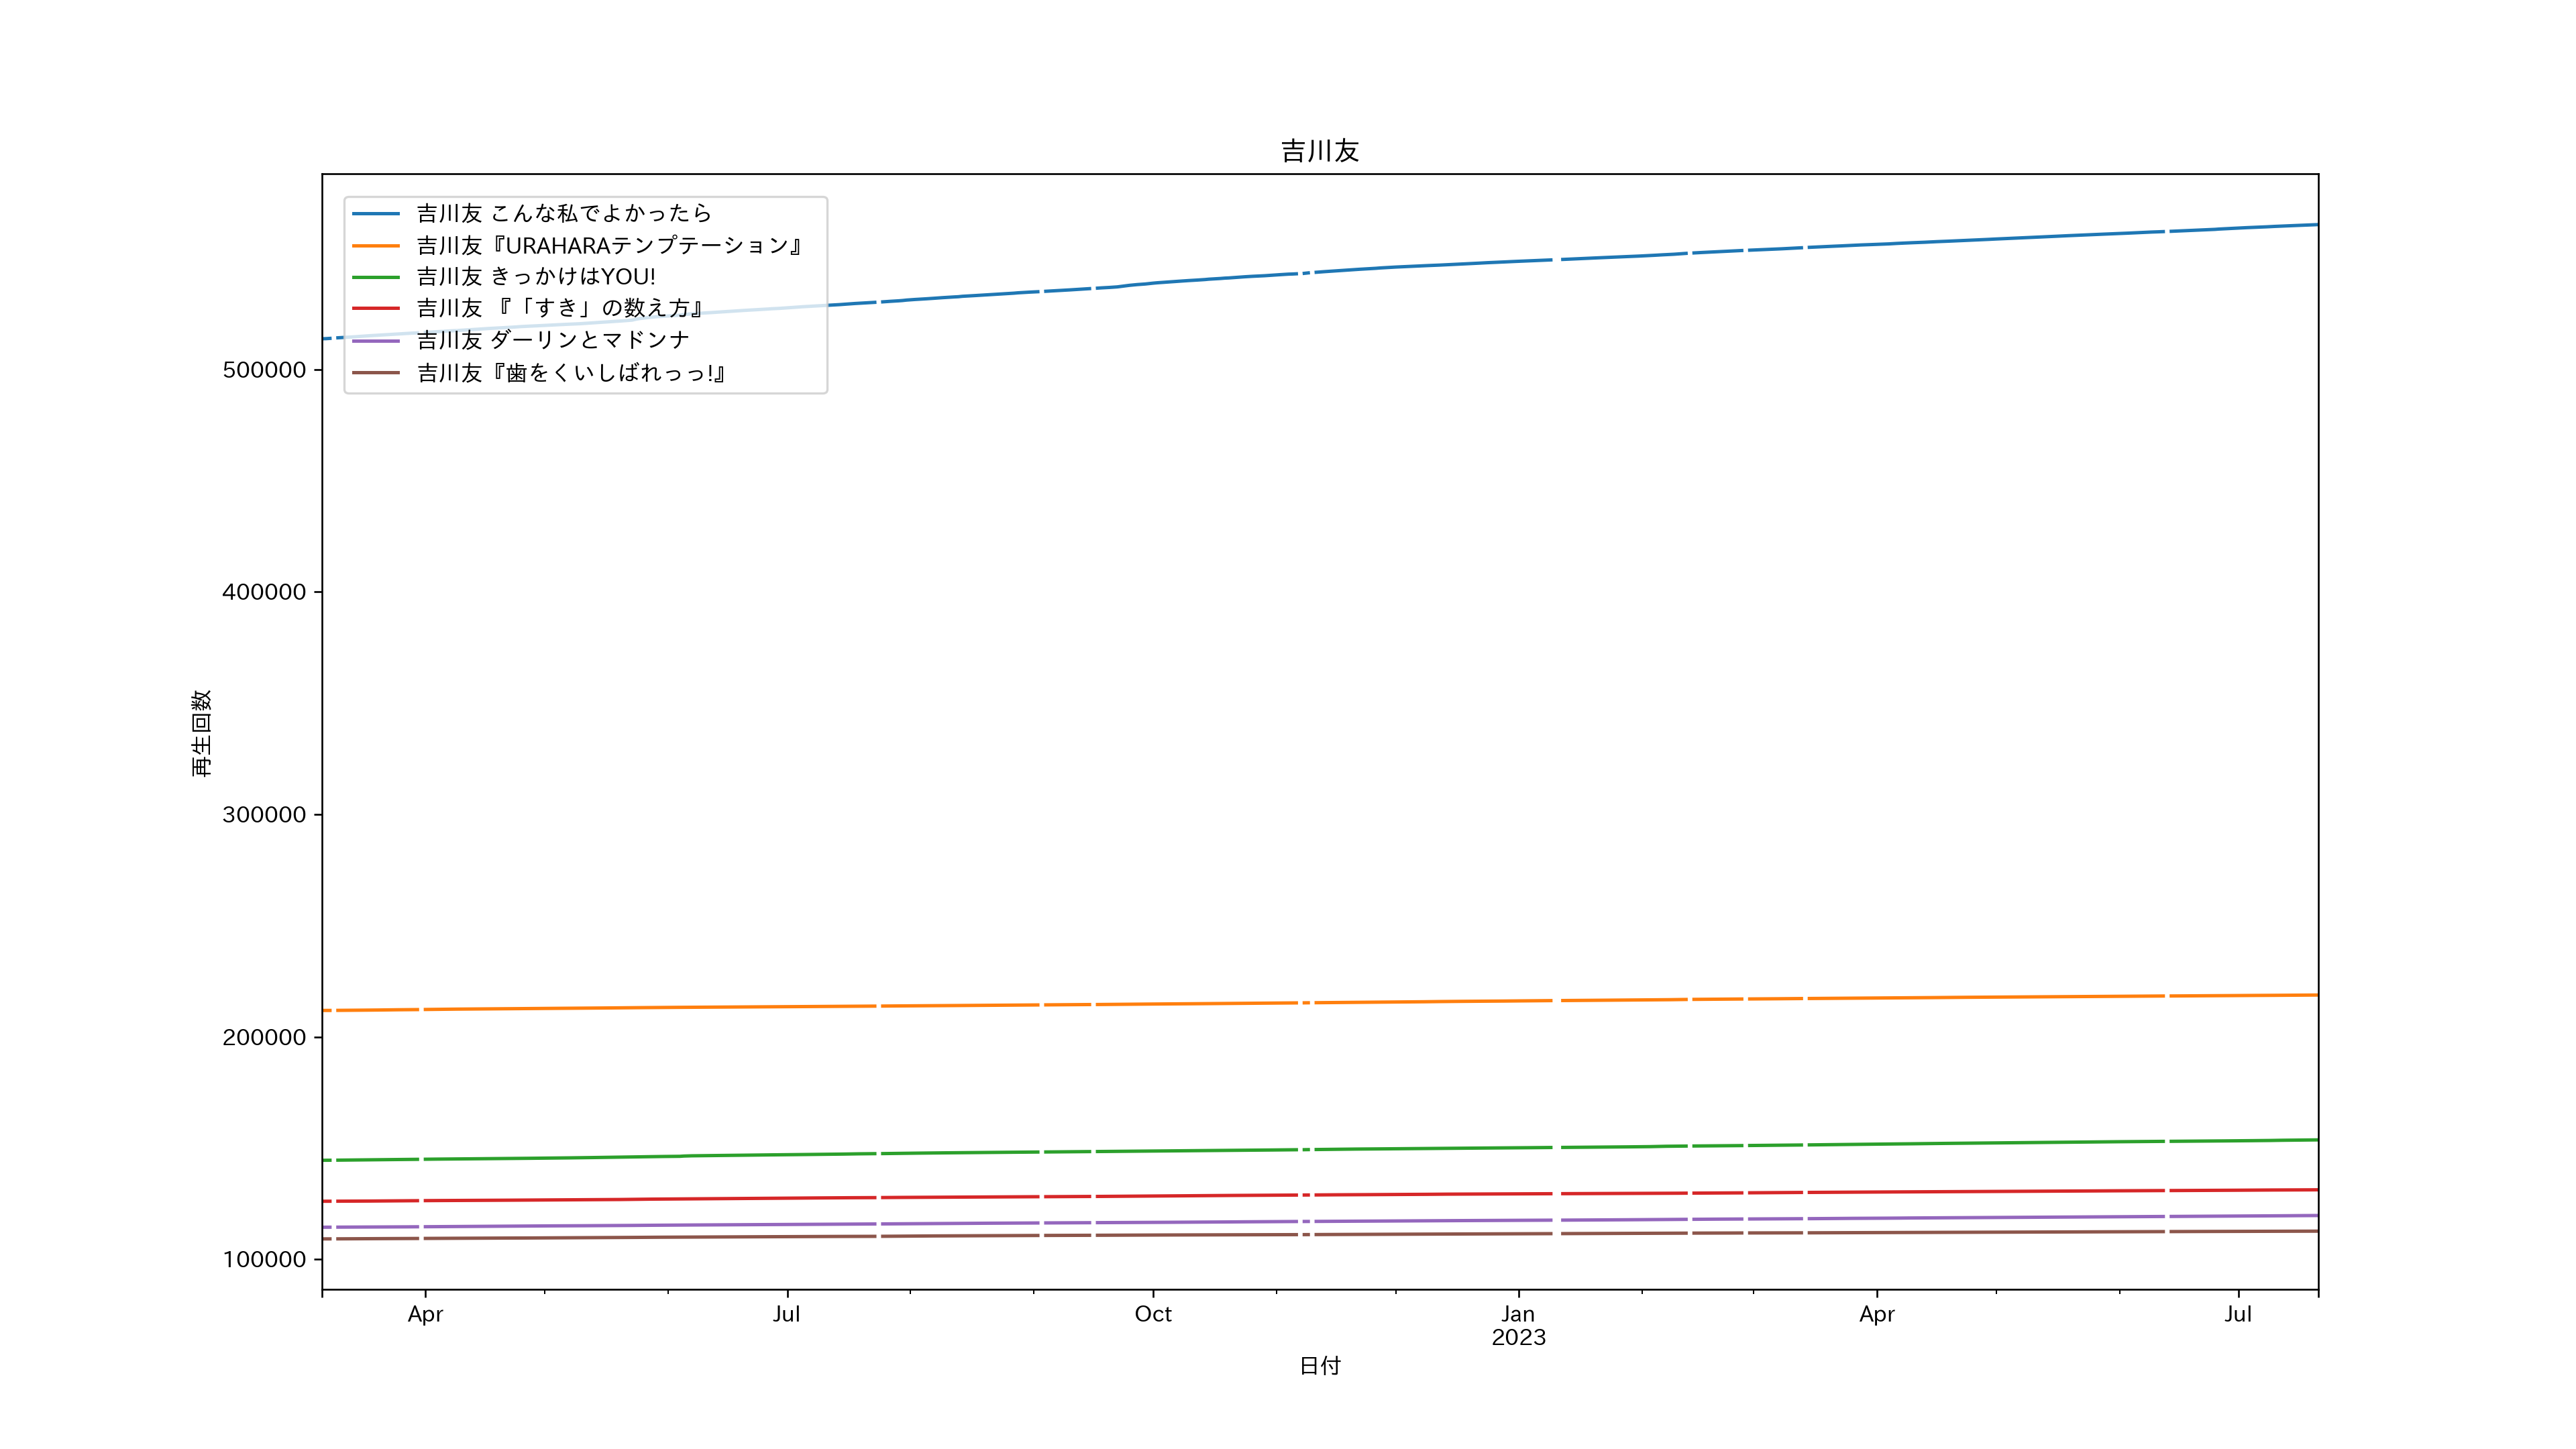 吉川友
吉川友 こんな私でよかったら
吉川友『URAHARAテンプテーション』
吉川友 きっかけはYOU!
吉川友 『「すき」の数え方』
吉川友 ダーリンとマドンナ
吉川友『歯をくいしばれっっ!』
500000
400000
300000
200000
100000
再生回数
Apr
Jul
Oct
Jan
2023
Apr
Jul
日付